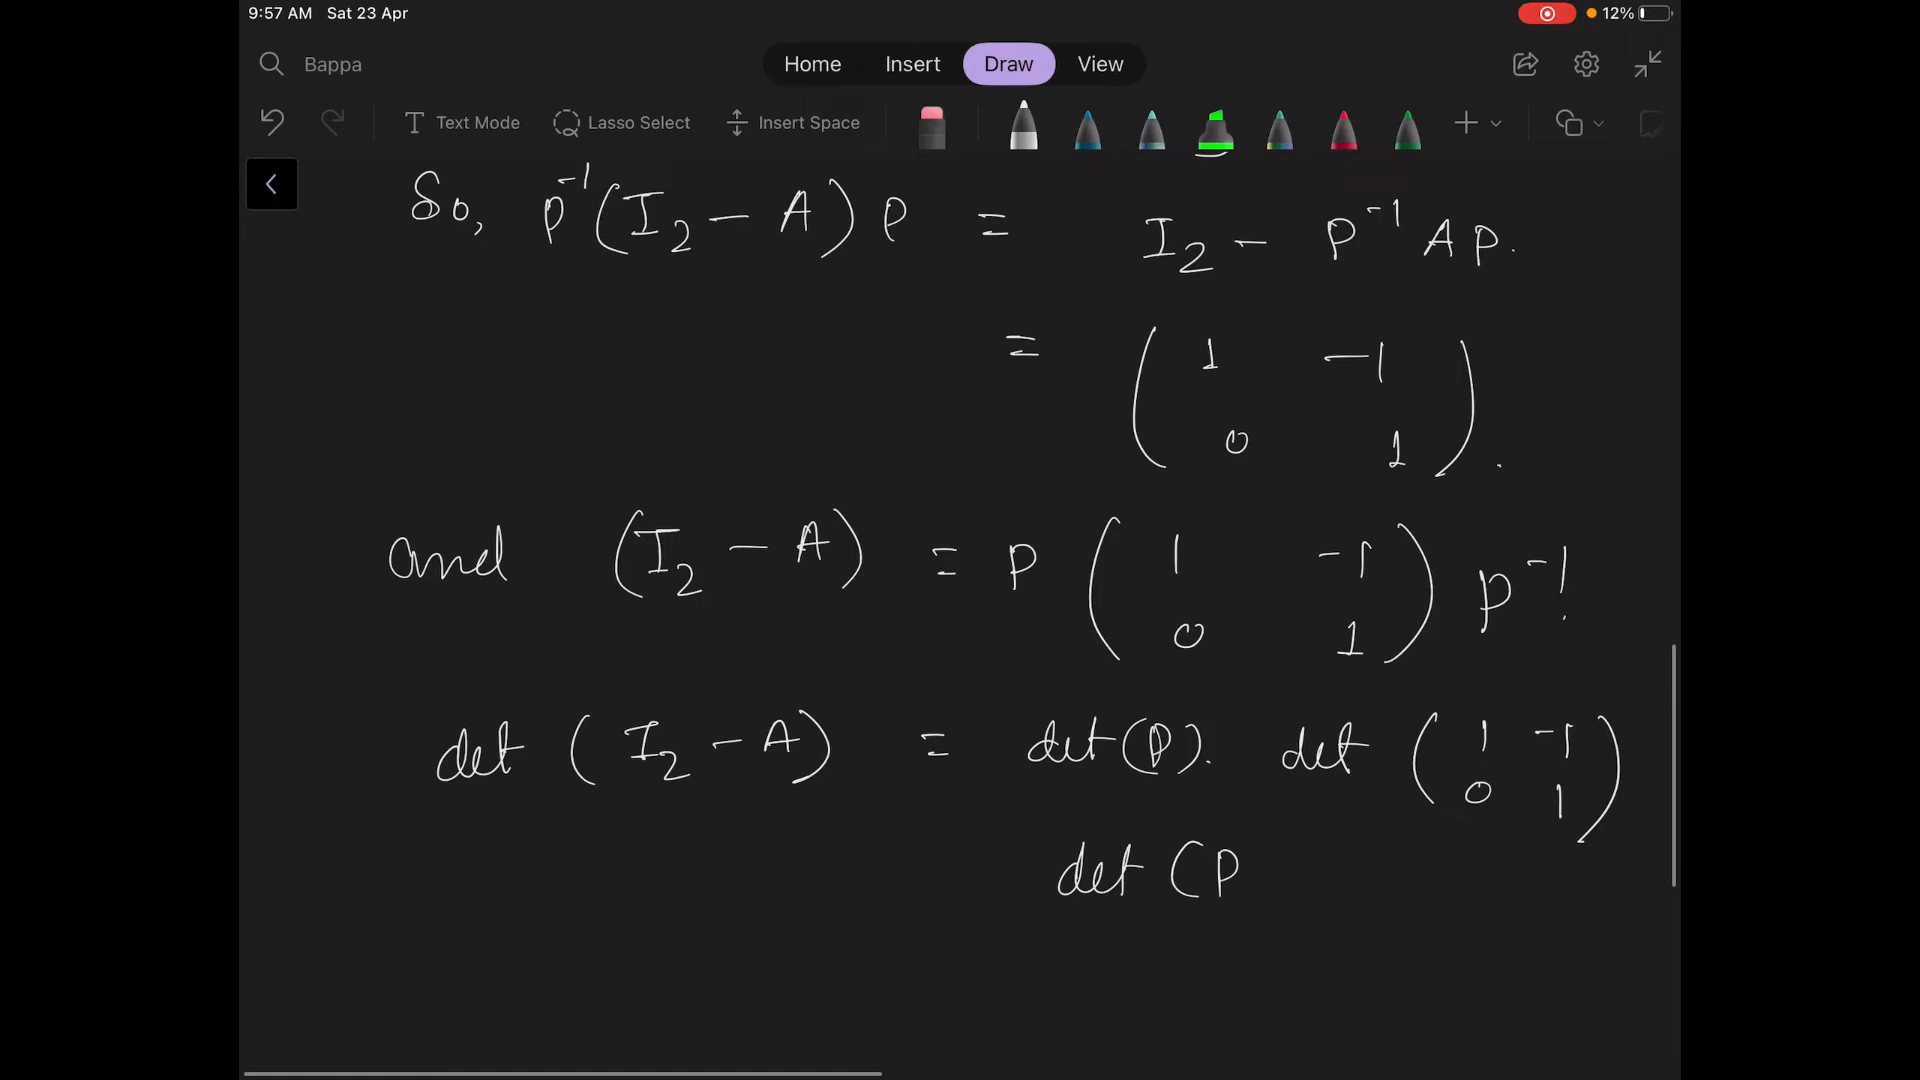 9:57 AM Sat 23 Apr 12%
Bappa Home Insert Draw View
Text Mode Lasso Select Insert Space
So, P⁻¹(I₂ − A)P = I₂ − P⁻¹AP.
= ( 1 −1
0 1 ).
and (I₂ − A) = P ( 1 −1
0 1 ) P⁻¹.
det (I₂ − A) = det(P). det ( 1 −1
0 1 )
det (P